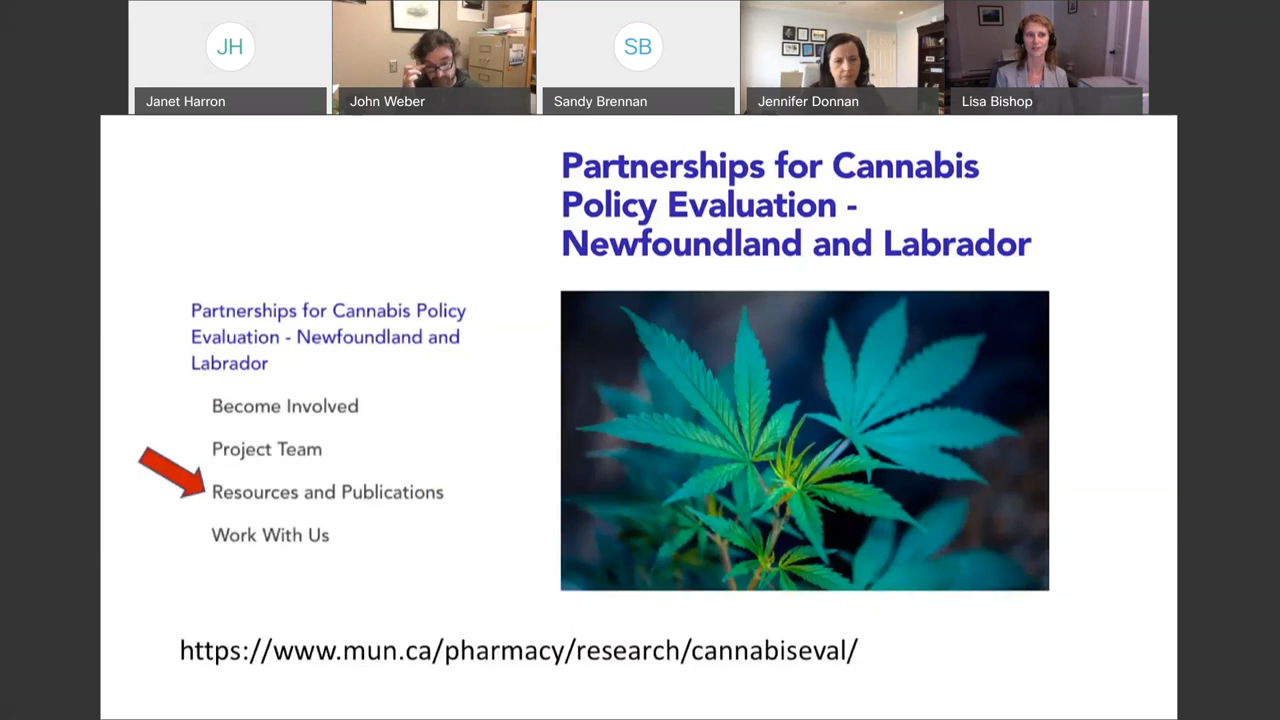 JH
SB
Janet Harron
John Weber
Sandy Brennan
Jennifer Donnan
Lisa Bishop
Partnerships for Cannabis
Policy Evaluation -
Newfoundland and Labrador
Partnerships for Cannabis Policy
Evaluation - Newfoundland and
Labrador
Become Involved
Project Team
Resources and Publications
Work With Us
https://www.mun.ca/pharmacy/research/cannabiseval/